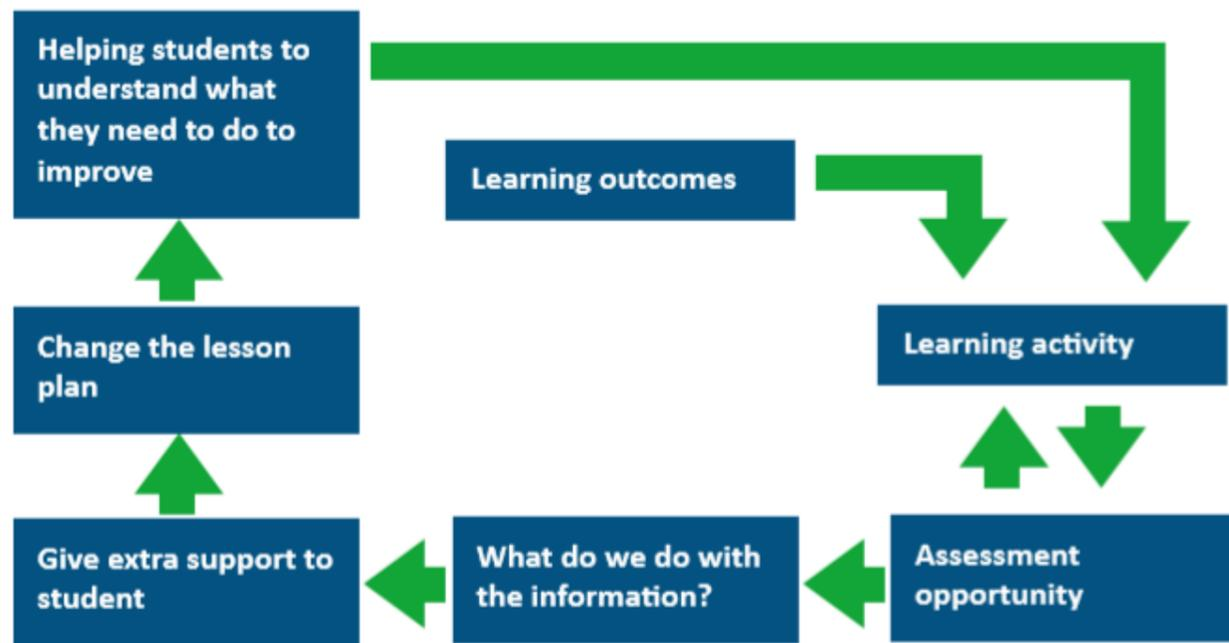 Helping students to
understand what
they need to do to
improve
Learning outcomes
Learning activity
Change the lesson
plan
Give extra support to
student
What do we do with
the information?
Assessment
opportunity